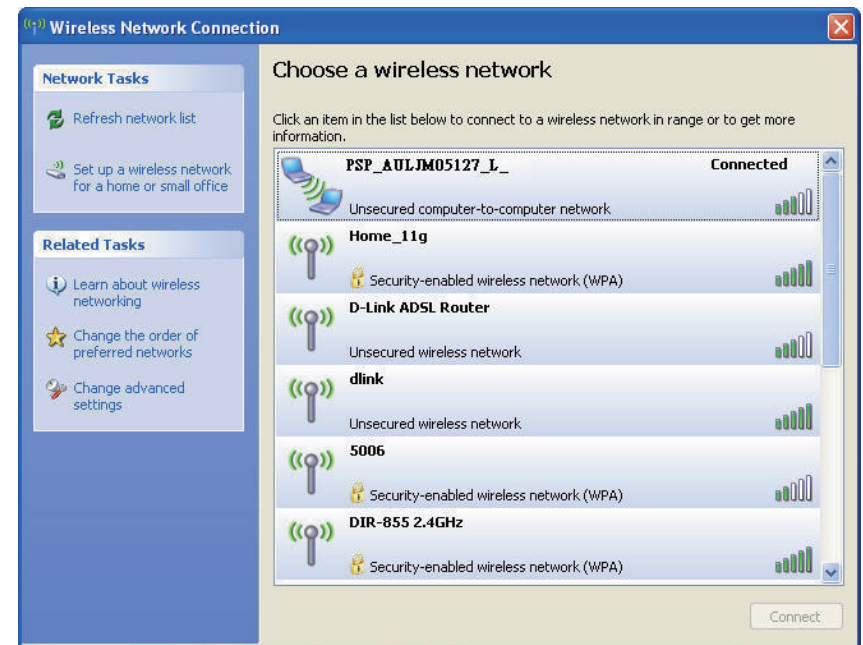 Wireless Network Connection
Network Tasks
Refresh network list
Set up a wireless network
for a home or small office
Related Tasks
Learn about wireless
networking
Change the order of
preferred networks
Change advanced
settings
Choose a wireless network
Click an item in the list below to connect to a wireless network in range or to get more
information.
PSP_AULJM05127_L_ Connected
Unsecured computer-to-computer network
Home_11g
Security-enabled wireless network (WPA)
D-Link ADSL Router
Unsecured wireless network
dlink
Unsecured wireless network
5006
Security-enabled wireless network (WPA)
DIR-855 2.4GHz
Security-enabled wireless network (WPA)
Connect